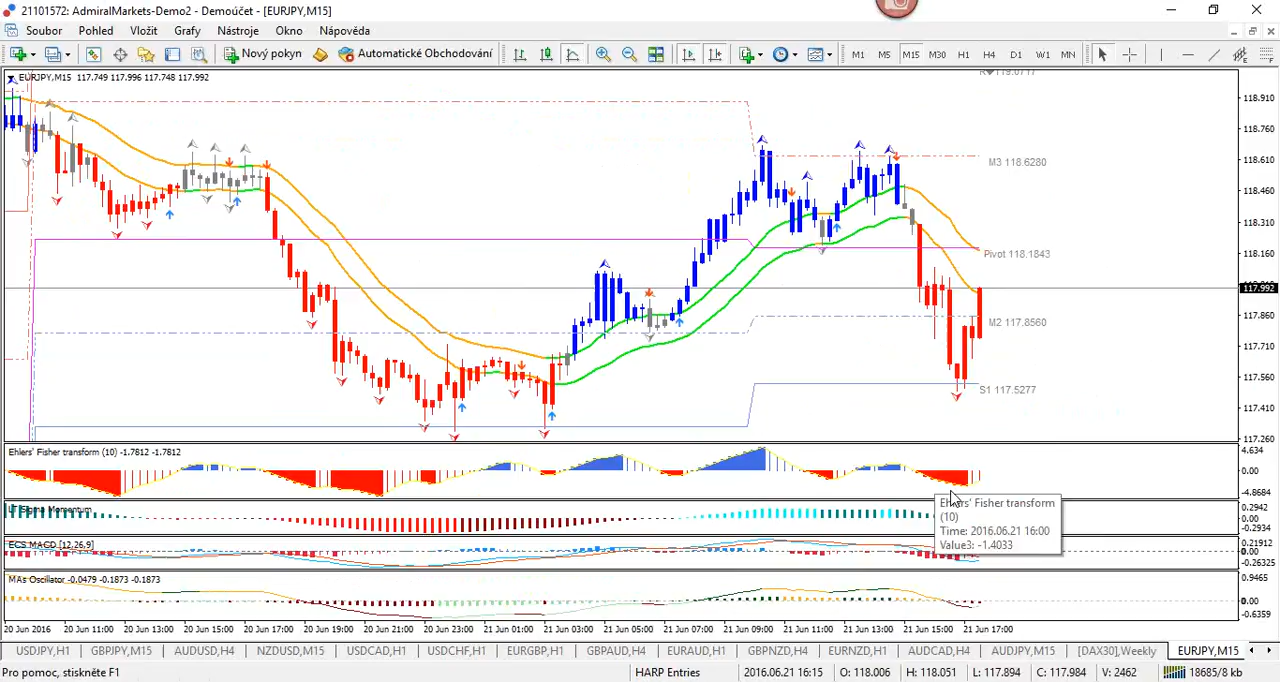 21101572: AdmiralMarkets-Demo2 - Demoúčet - [EURJPY,M15]
Soubor Pohled Vložit Grafy Nástroje Okno Nápověda
Nový pokyn Automatické Obchodování M1 M5 M15 M30 H1 H4 D1 W1 MN
EURJPY,M15 117.749 117.996 117.748 117.992
118.910
118.760
M3 118.6280
118.610
118.460
118.310
Pivot 118.1843
118.160
117.992
M2 117.8560
117.860
117.710
117.560
S1 117.5277
117.410
117.260
Ehlers' Fisher transform (10) -1.7812 -1.7812
4.634
0.00
-4.8684
Ehlers' Fisher transform
(10)
Time: 2016.06.21 16:00
Value3: -1.4033
0.2942
0.00
-0.2934
ECS MACD [12,26,9]
0.21912
0.00
-0.26325
MAs Oscillator -0.0479 -0.1873 -0.1873
0.9465
0.00
-0.6359
20 Jun 2016 20 Jun 11:00 20 Jun 13:00 20 Jun 15:00 20 Jun 17:00 20 Jun 19:00 20 Jun 21:00 20 Jun 23:00 21 Jun 01:00 21 Jun 03:00 21 Jun 05:00 21 Jun 07:00 21 Jun 09:00 21 Jun 11:00 21 Jun 13:00 21 Jun 15:00 21 Jun 17:00
USDJPY,H1 GBPJPY,M15 AUDUSD,H4 NZDUSD,M15 USDCAD,H1 USDCHF,H1 EURGBP,H1 GBPAUD,H4 EURAUD,H1 GBPNZD,H4 EURNZD,H1 AUDCAD,H4 AUDJPY,M15 [DAX30],Weekly EURJPY,M15
Pro pomoc, stiskněte F1 HARP Entries 2016.06.21 16:15 O: 118.006 H: 118.051 L: 117.894 C: 117.984 V: 2462 18685/8 kb